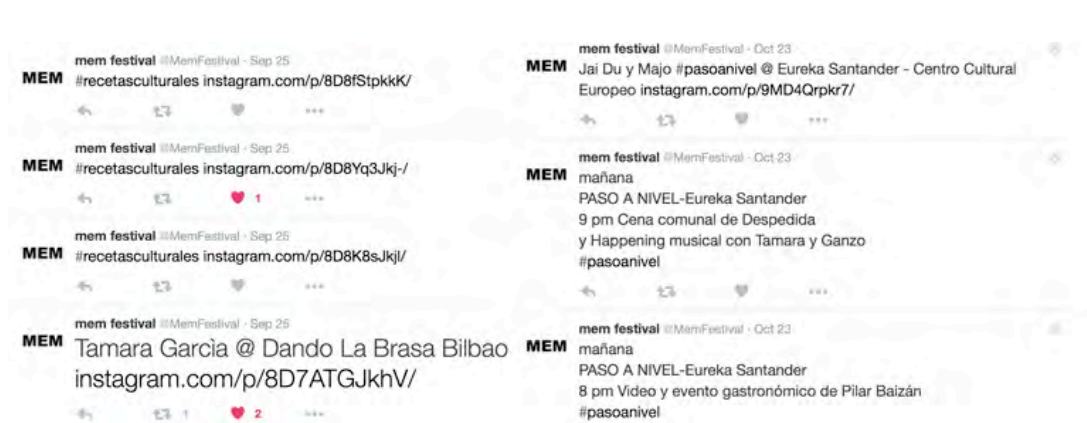 mem festival @MemFestival · Sep 25
MEM #recetasculturales instagram.com/p/8D8fStpkkK/
mem festival @MemFestival · Sep 25
MEM #recetasculturales instagram.com/p/8D8Yq3Jkj-/
1
mem festival @MemFestival · Sep 25
MEM #recetasculturales instagram.com/p/8D8K8sJkjl/
mem festival @MemFestival · Sep 25
MEM Tamara Garcìa @ Dando La Brasa Bilbao
instagram.com/p/8D7ATGJkhV/
1 2
mem festival @MemFestival · Oct 23
MEM Jai Du y Majo #pasoanivel @ Eureka Santander - Centro Cultural
Europeo instagram.com/p/9MD4Qrpkr7/
mem festival @MemFestival · Oct 23
MEM mañana
PASO A NIVEL-Eureka Santander
9 pm Cena comunal de Despedida
y Happening musical con Tamara y Ganzo
#pasoanivel
mem festival @MemFestival · Oct 23
MEM mañana
PASO A NIVEL-Eureka Santander
8 pm Video y evento gastronómico de Pilar Baizán
#pasoanivel